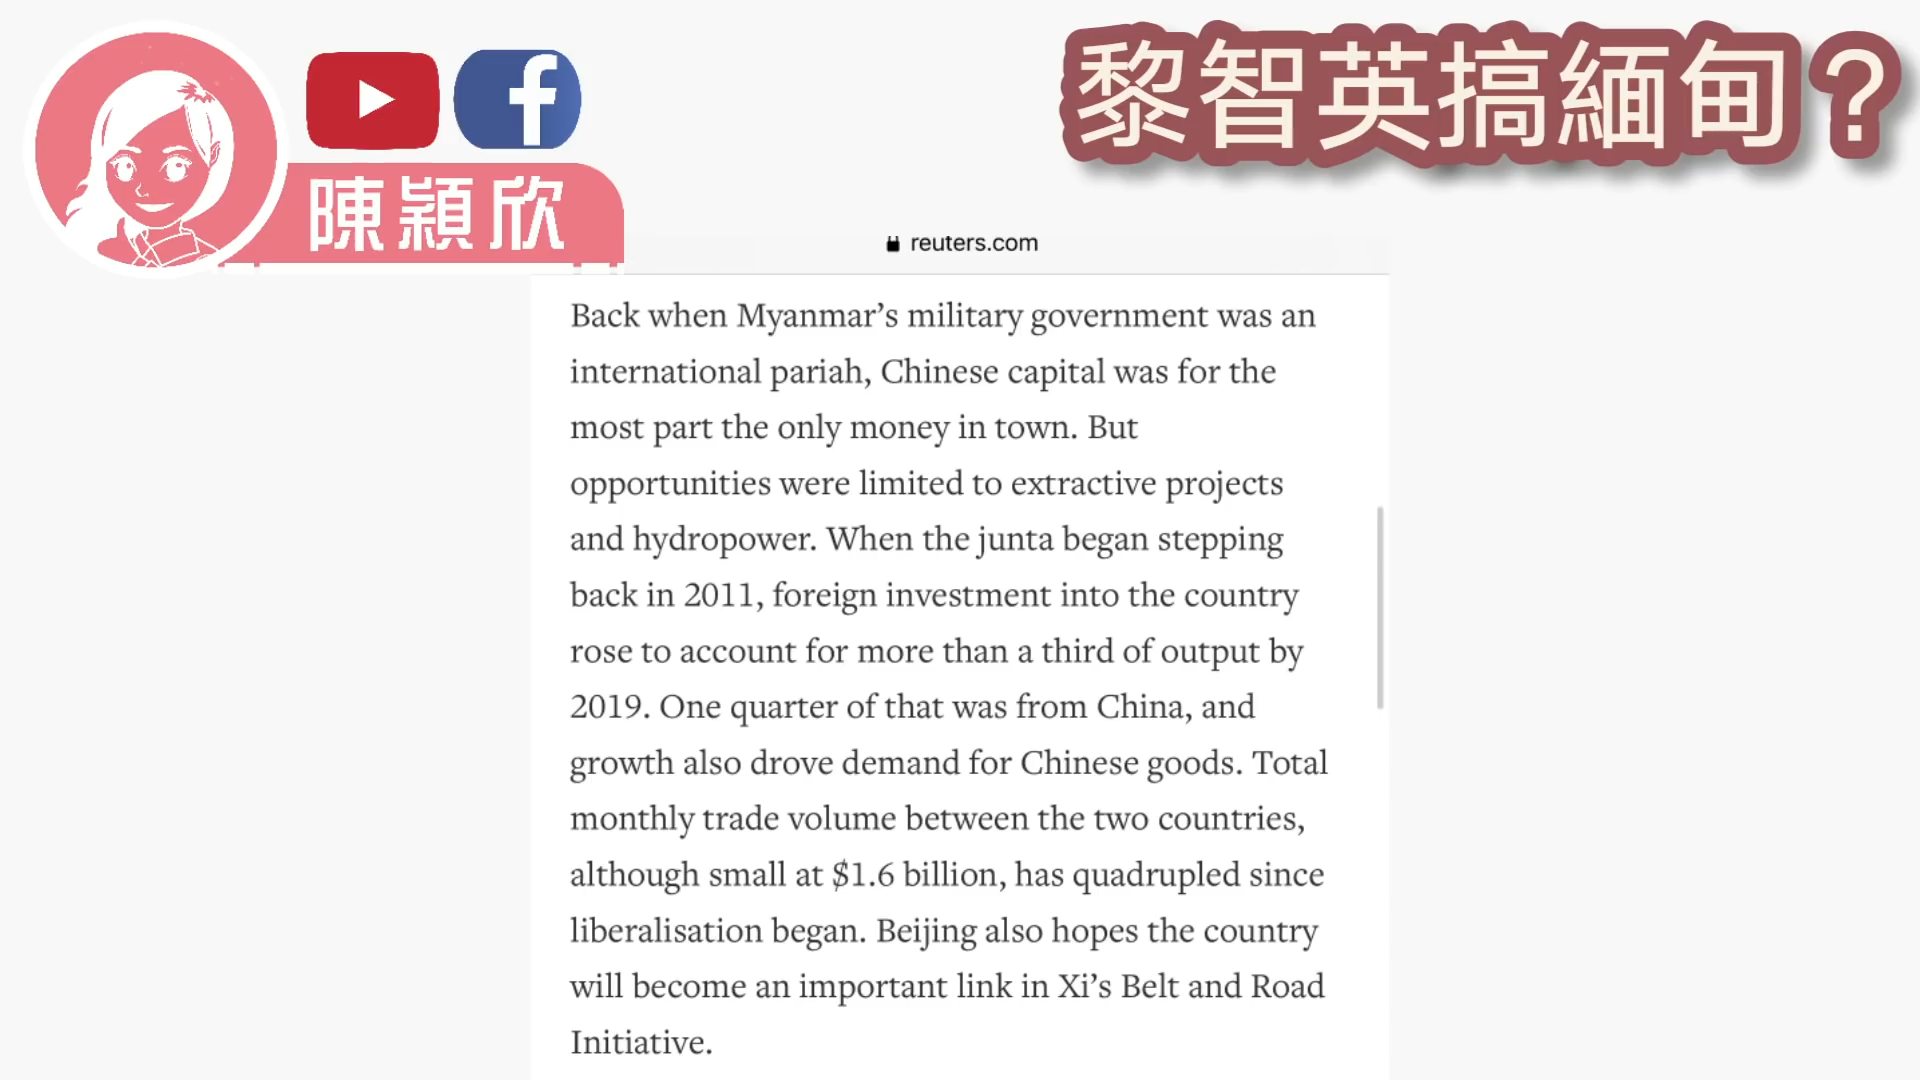 黎智英搞緬甸？
陳穎欣
reuters.com
Back when Myanmar’s military government was an
international pariah, Chinese capital was for the
most part the only money in town. But
opportunities were limited to extractive projects
and hydropower. When the junta began stepping
back in 2011, foreign investment into the country
rose to account for more than a third of output by
2019. One quarter of that was from China, and
growth also drove demand for Chinese goods. Total
monthly trade volume between the two countries,
although small at $1.6 billion, has quadrupled since
liberalisation began. Beijing also hopes the country
will become an important link in Xi’s Belt and Road
Initiative.